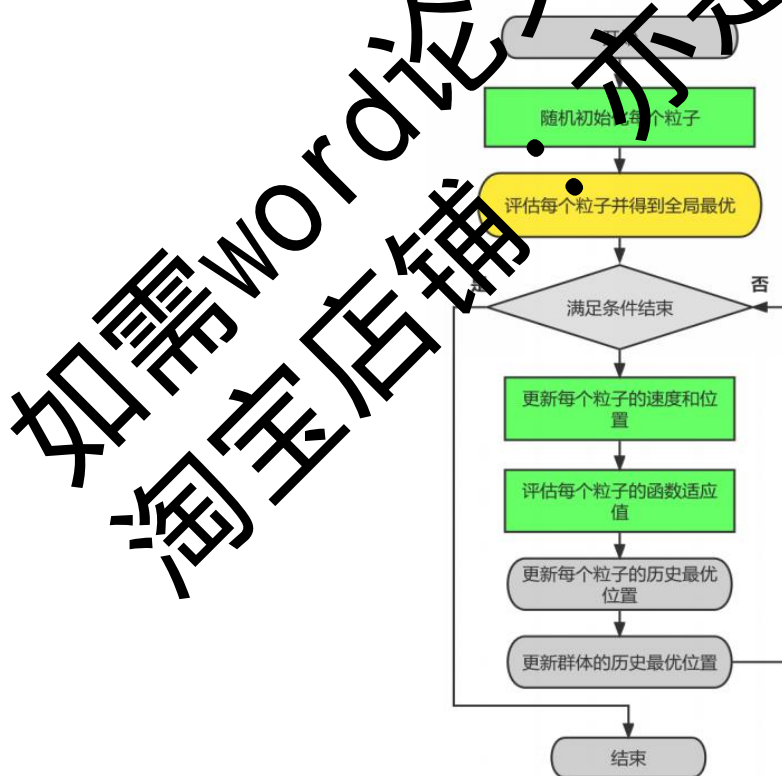 如需word论
淘宝店铺：亦是
随机初始化每个粒子
评估每个粒子并得到全局最优
是
否
满足条件结束
更新每个粒子的速度和位
置
评估每个粒子的函数适应
值
更新每个粒子的历史最优
位置
更新群体的历史最优位置
结束